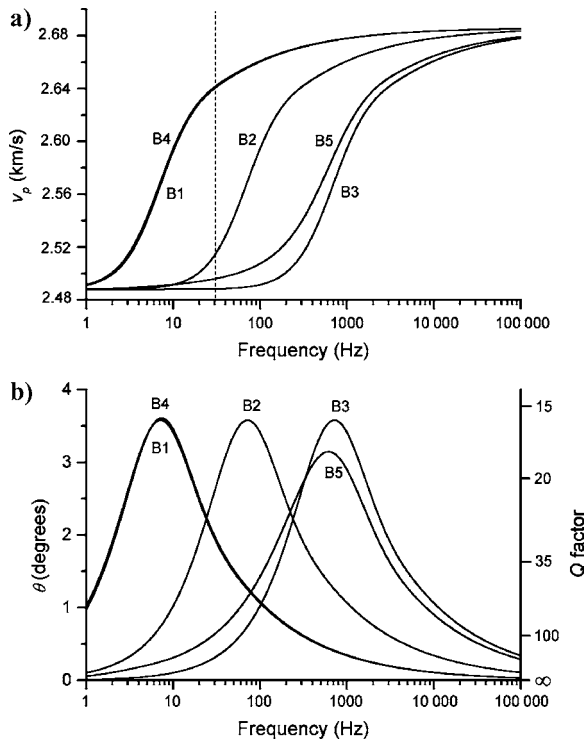 a)
2.68
2.64
2.60
2.56
2.52
2.48
v_p (km/s)
B4
B1
B2
B5
B3
1 10 100 1000 10 000 100 000
Frequency (Hz)
b)
4
3
2
1
0
θ (degrees)
B4
B1
B2
B3
B5
15
20
35
100
∞
Q factor
1 10 100 1000 10 000 100 000
Frequency (Hz)